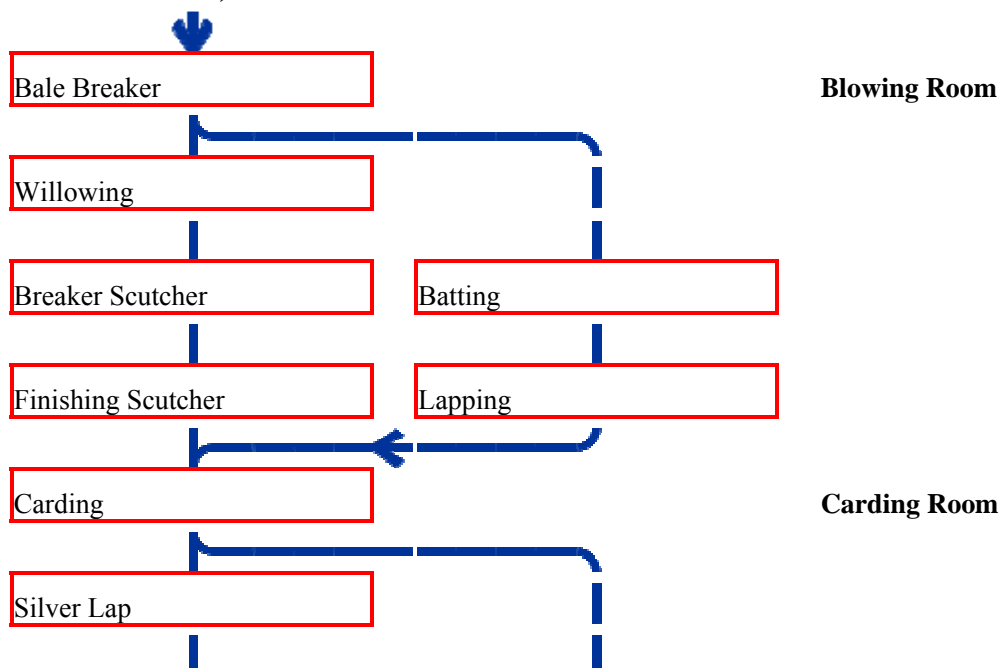 Bale Breaker Blowing Room
Willowing
Breaker Scutcher Batting
Finishing Scutcher Lapping
Carding Carding Room
Silver Lap